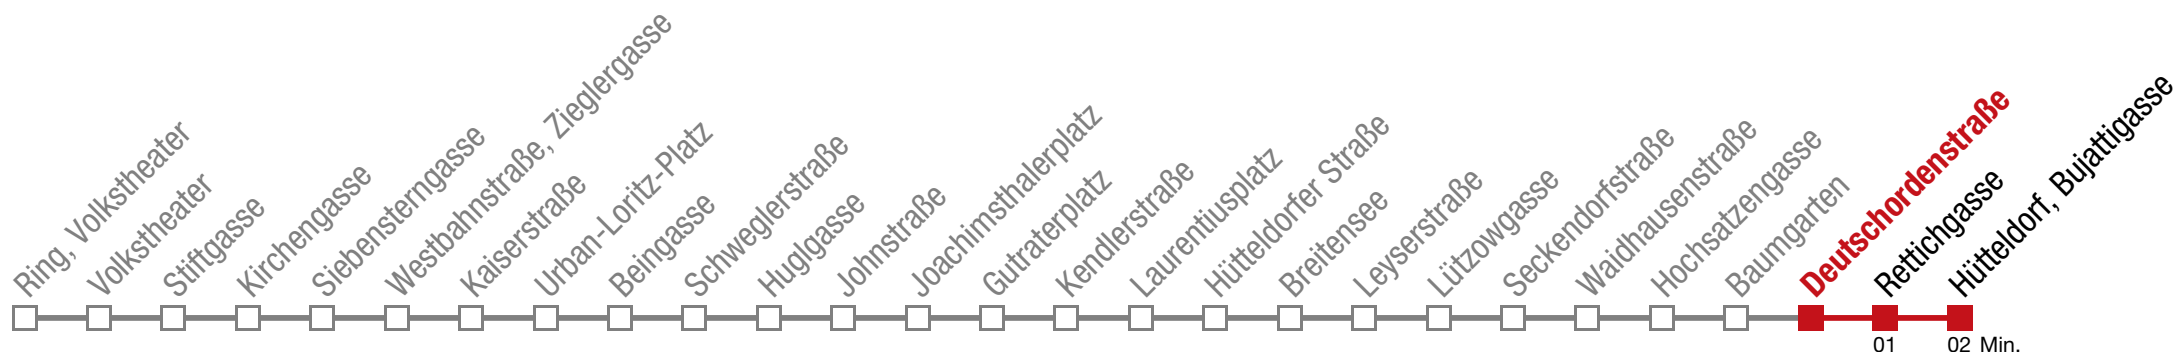 Ring, Volkstheater
Volkstheater
Stiftgasse
Kirchengasse
Siebensterngasse
Westbahnstraße, Zieglergasse
Kaiserstraße
Urban-Loritz-Platz
Beingasse
Schweglerstraße
Huglgasse
Johnstraße
Joachimsthalerplatz
Gutraterplatz
Kendlerstraße
Laurentiusplatz
Hütteldorfer Straße
Breitensee
Leyserstraße
Lützowgasse
Seckendorfstraße
Waidhausenstraße
Hochsatzengasse
Baumgarten
Deutschordenstraße
Rettichgasse
Hütteldorf, Bujattigasse
01
02 Min.